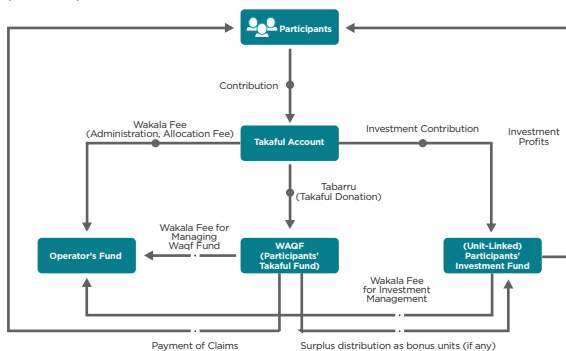 Participants
Contribution
Wakala Fee
(Administration, Allocation Fee)
Investment Contribution
Investment
Profits
Takaful Account
Tabarru
(Takaful Donation)
Wakala Fee for
Managing
Waqf Fund
Operator's Fund
WAQF
(Participants'
Takaful Fund)
(Unit-Linked)
Participants'
Investment Fund
Wakala Fee
for Investment
Management
Payment of Claims
Surplus distribution as bonus units (if any)